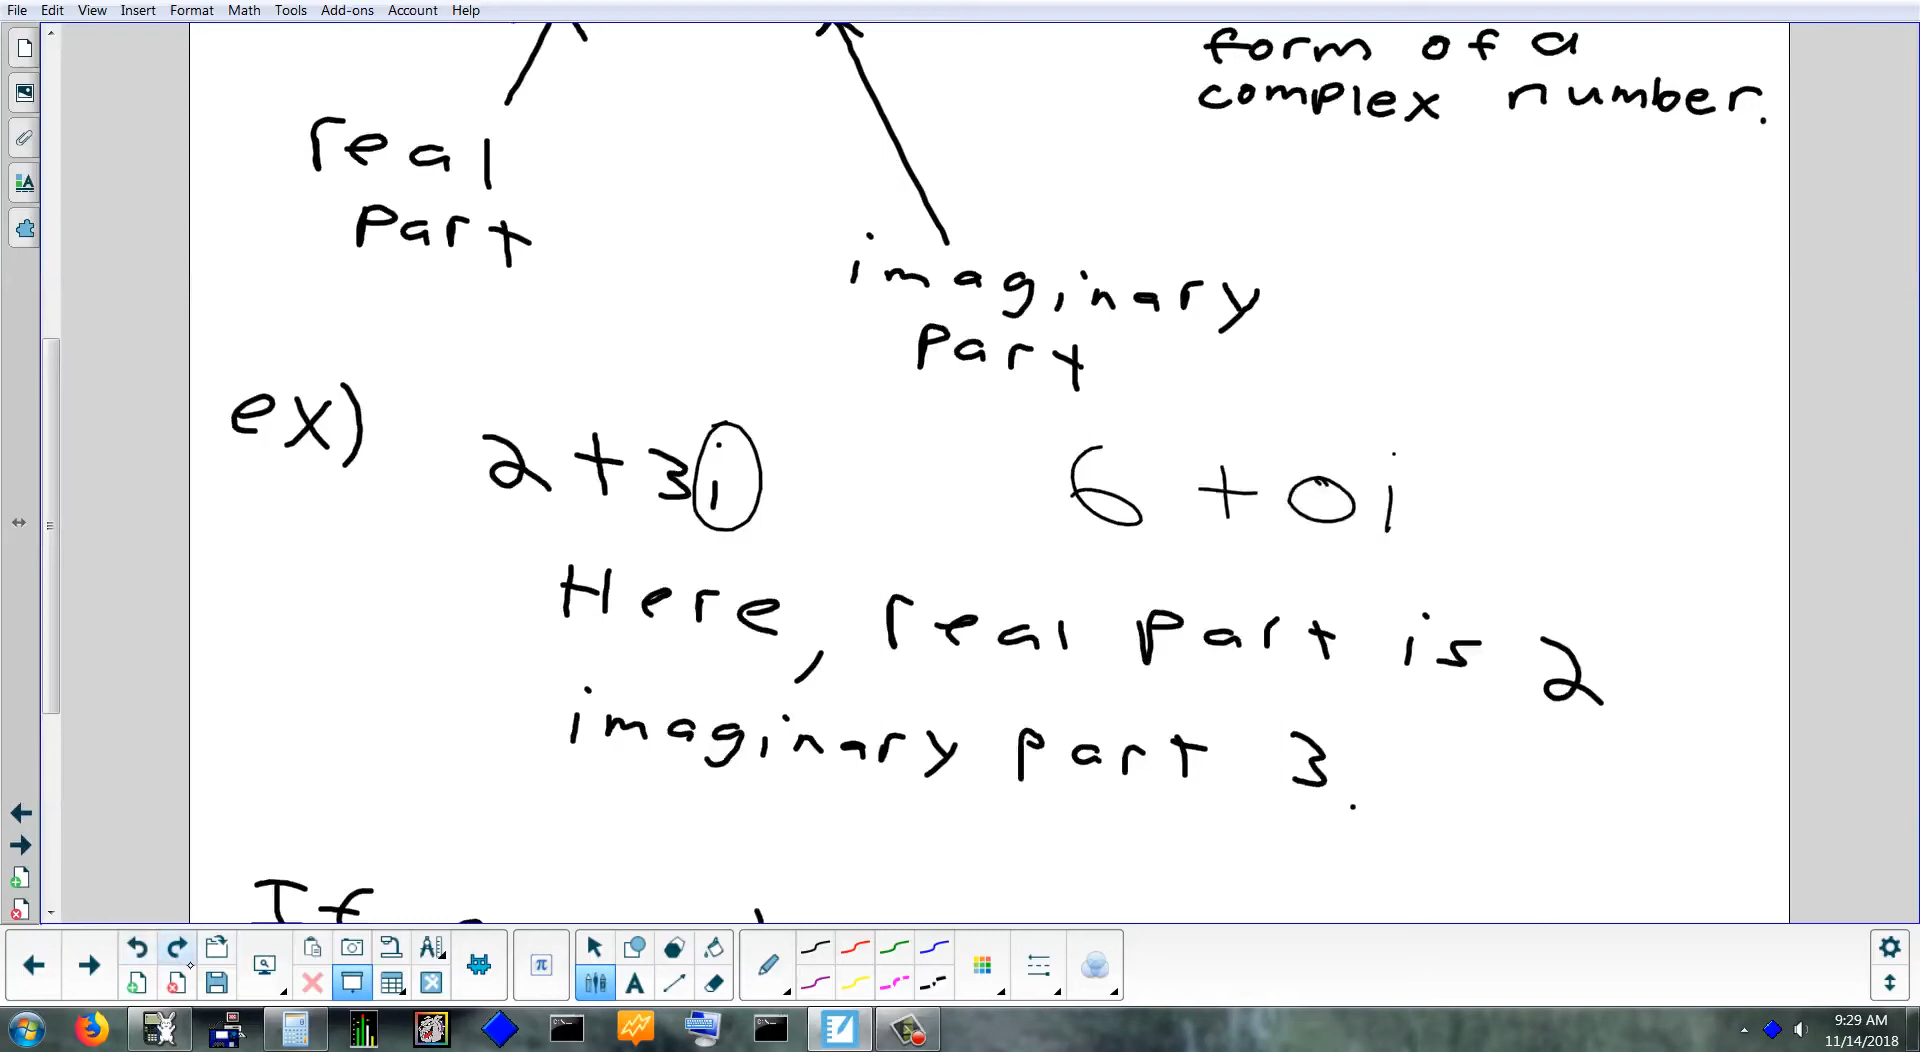 File Edit View Insert Format Math Tools Add-ons Account Help
form of a
complex number.
real
part
imaginary
part
ex) 2 + 3i 6 + 0i
Here, real part is 2
imaginary part 3.
If
9:29 AM
11/14/2018